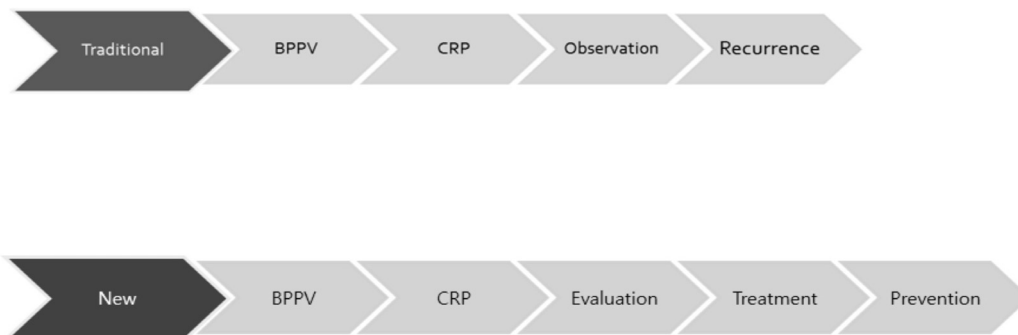 Traditional BPPV CRP Observation Recurrence
New BPPV CRP Evaluation Treatment Prevention